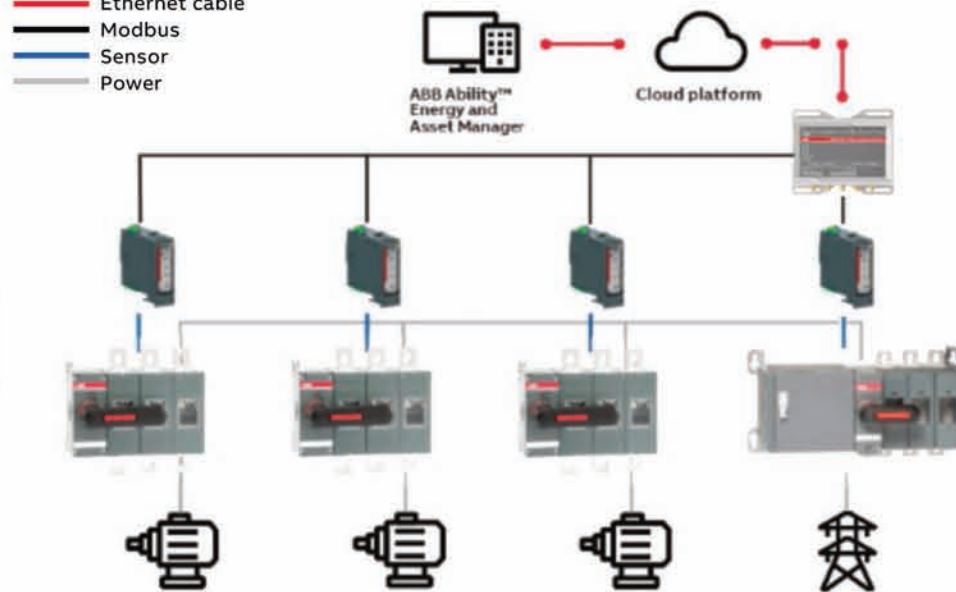 Ethernet cable
Modbus
Sensor
Power
ABB Ability™
Energy and
Asset Manager
Cloud platform